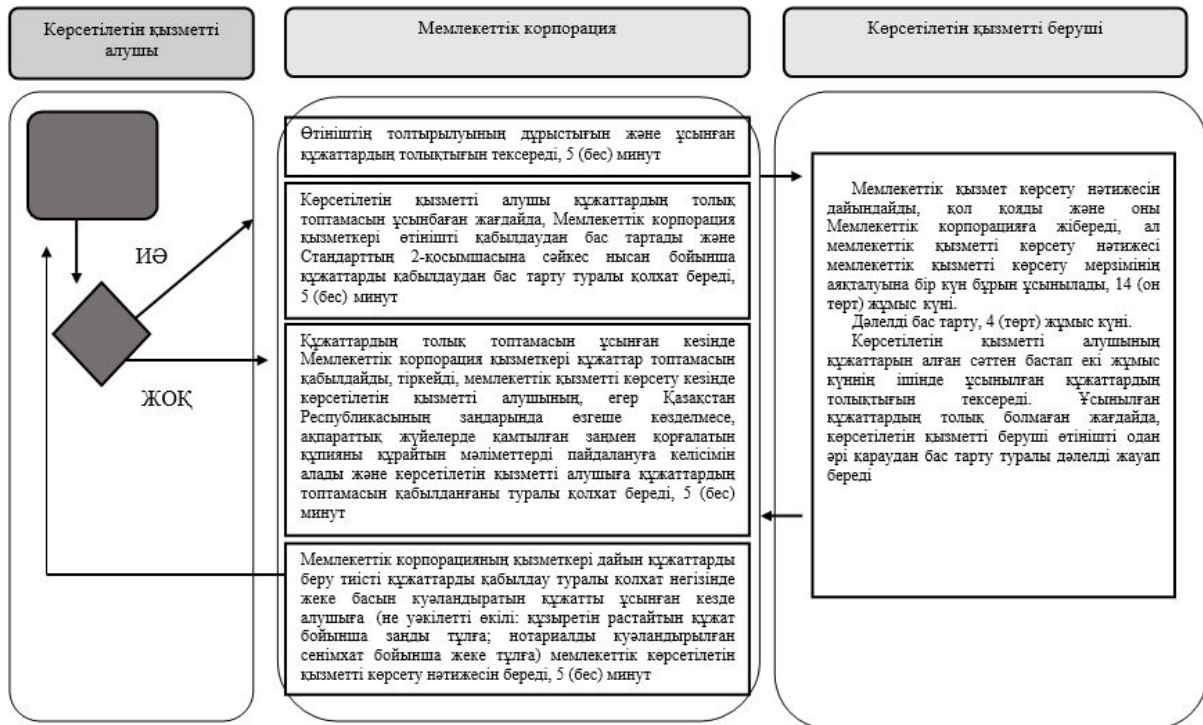 Көрсетілетін қызметті
алушы
Мемлекеттік корпорация
Көрсетілетін қызметті беруші
ИӘ
ЖОҚ
Өтініштің толтырылуының дұрыстығын және ұсынған
құжаттардың толықтығын тексереді, 5 (бес) минут
Көрсетілетін қызметті алушы құжаттардың толық
топтамасын ұсынбаған жағдайда, Мемлекеттік корпорация
қызметкері өтінішті қабылдаудан бас тартады және
Стандарттың 2-қосымшасына сәйкес нысан бойынша
құжаттарды қабылдаудан бас тарту туралы қолхат береді,
5 (бес) минут
Құжаттардың толық топтамасын ұсынған кезінде
Мемлекеттік корпорация қызметкері құжаттар топтамасын
қабылдайды, тіркейді, мемлекеттік қызметті көрсету кезінде
көрсетілетін қызметті алушының, егер Қазақстан
Республикасының заңдарында өзгеше көзделмесе,
ақпараттық жүйелерде қамтылған заңмен қорғалатын
құпияны құрайтын мәліметтерді пайдалануға келісімін
алады және көрсетілетін қызметті алушыға құжаттардың
топтамасын қабылданғаны туралы қолхат береді, 5 (бес)
минут
Мемлекеттік корпорацияның қызметкері дайын құжаттарды
беру тиісті құжаттарды қабылдау туралы қолхат негізінде
жеке басын куәландыратын құжатты ұсынған кезде
алушыға (не уәкілетті өкілі: құзыретін растайтын құжат
бойынша заңды тұлға; нотариалды куәландырылған
сенімхат бойынша жеке тұлға) мемлекеттік көрсетілетін
қызметті көрсету нәтижесін береді, 5 (бес) минут
Мемлекеттік қызмет көрсету нәтижесін
дайындайды, қол қояды және оны
Мемлекеттік корпорацияға жібереді, ал
мемлекеттік қызметті көрсету нәтижесі
мемлекеттік қызметті көрсету мерзімінің
аяқталуына бір күн бұрын ұсынылады, 14 (он
төрт) жұмыс күні.
Дәлелді бас тарту, 4 (төрт) жұмыс күні.
Көрсетілетін қызметті алушының
құжаттарын алған сәттен бастап екі жұмыс
күннің ішінде ұсынылған құжаттардың
толықтығын тексереді. Ұсынылған
құжаттардың толық болмаған жағдайда,
көрсетілетін қызметті беруші өтінішті одан
әрі қараудан бас тарту туралы дәлелді жауап
береді